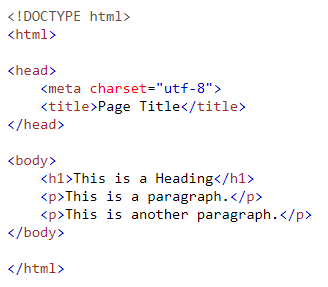 <!DOCTYPE html>
<html>

<head>
    <meta charset="utf-8">
    <title>Page Title</title>
</head>

<body>
    <h1>This is a Heading</h1>
    <p>This is a paragraph.</p>
    <p>This is another paragraph.</p>
</body>

</html>